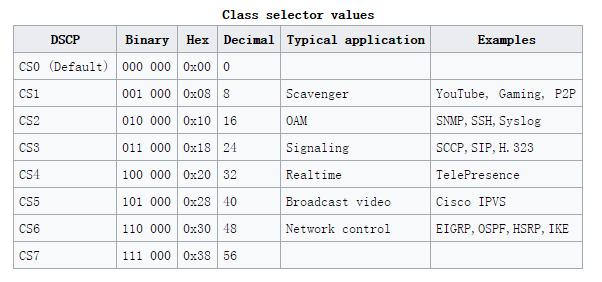 Class selector values
DSCP Binary Hex Decimal Typical application Examples
CS0 (Default) 000 000 0x00 0
CS1 001 000 0x08 8 Scavenger YouTube, Gaming, P2P
CS2 010 000 0x10 16 OAM SNMP,SSH,Syslog
CS3 011 000 0x18 24 Signaling SCCP,SIP,H.323
CS4 100 000 0x20 32 Realtime TelePresence
CS5 101 000 0x28 40 Broadcast video Cisco IPVS
CS6 110 000 0x30 48 Network control EIGRP,OSPF,HSRP,IKE
CS7 111 000 0x38 56